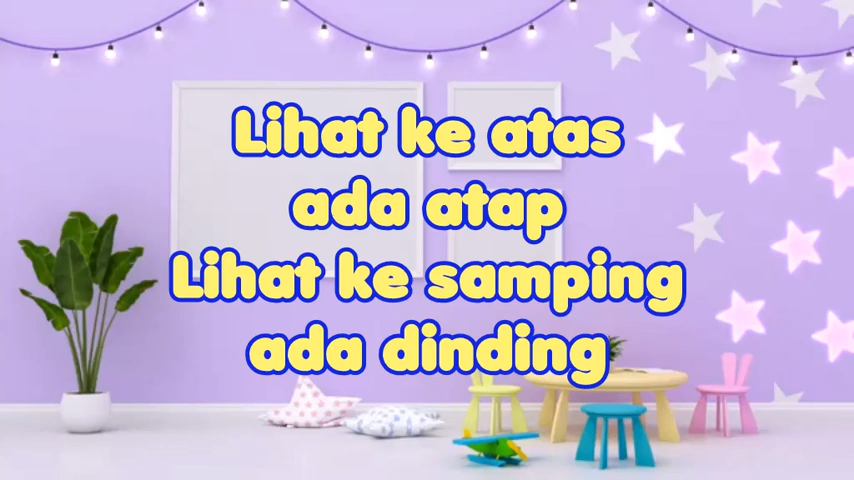 Lihat ke atas
ada atap
Lihat ke samping
ada dinding